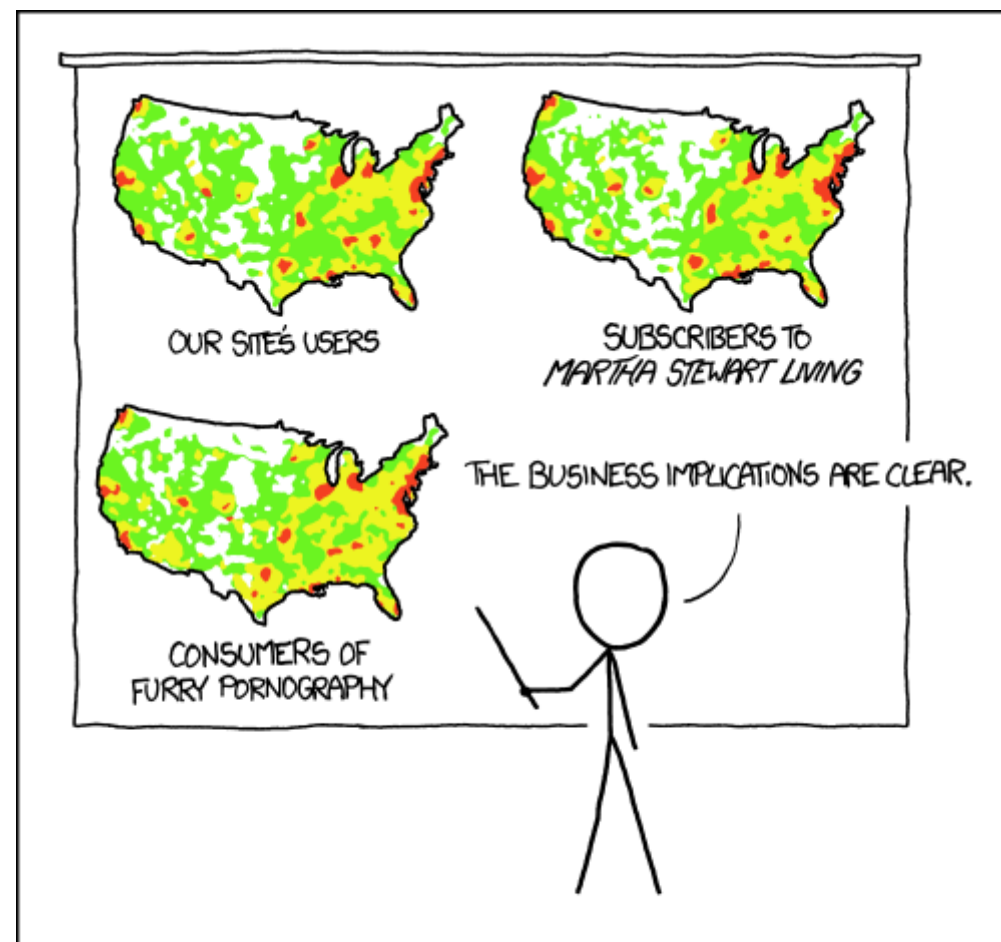 OUR SITE'S USERS
SUBSCRIBERS TO
MARTHA STEWART LIVING
CONSUMERS OF
FURRY PORNOGRAPHY
THE BUSINESS IMPLICATIONS ARE CLEAR.